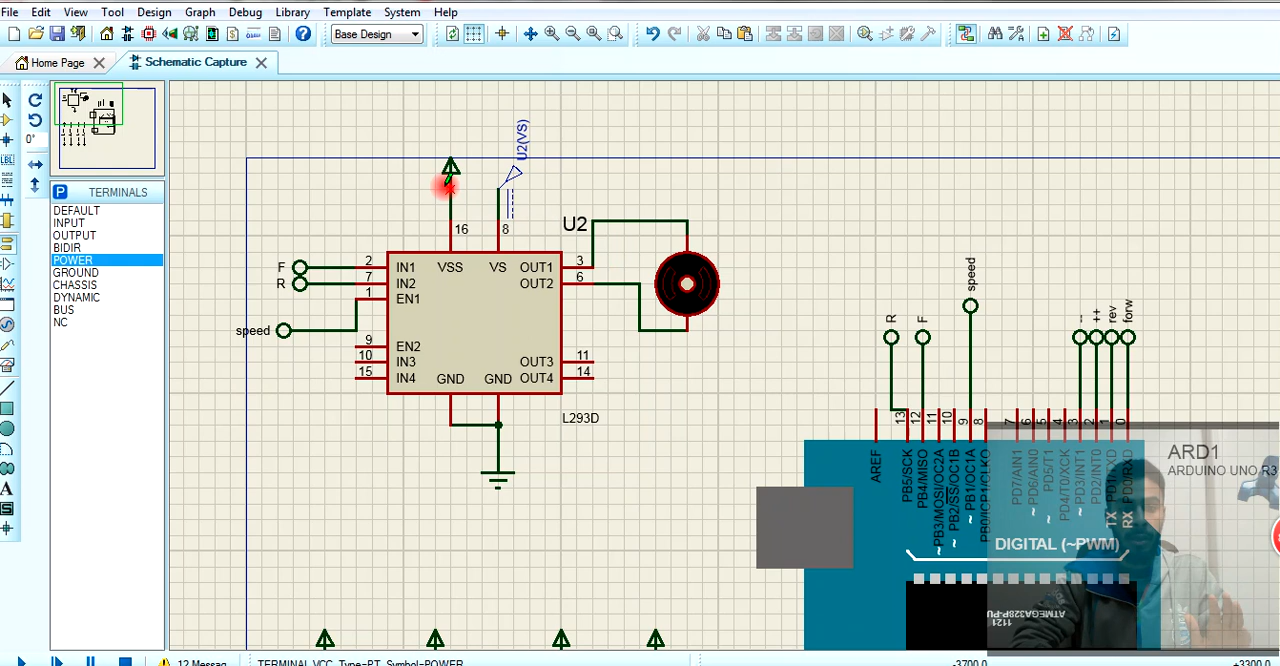 File Edit View Tool Design Graph Debug Library Template System Help
Base Design
Home Page
Schematic Capture
0°
LBL
P TERMINALS
DEFAULT
INPUT
OUTPUT
BIDIR
POWER
GROUND
CHASSIS
DYNAMIC
BUS
NC
A
S
U2(VS)
16
8
U2
F
R
speed
2
7
1
9
10
15
IN1
IN2
EN1
EN2
IN3
IN4
VSS
VS
OUT1
OUT2
OUT3
OUT4
GND
GND
3
6
11
14
L293D
R
F
speed
--
++
rev
forw
13
12
11
10
9
8
7
6
5
4
3
2
1
0
AREF
PB5/SCK
PB4/MISO
PB3/MOSI/OC2A
PB2/SS/OC1B
PB1/OC1A
PB0/ICP1/CLKO
PD7/AIN1
PD6/AIN0
PD5/T1
PD4/T0/XCK
PD3/INT1
PD2/INT0
PD1/TXD
PD0/RXD
TX
RX
DIGITAL (~PWM)
ARD1
ARDUINO UNO R3
ATMEGA328P-PU
1121
12 Messag
TERMINAL VCC, Type=PT, Symbol=POWER
-3700.0
+3300.0